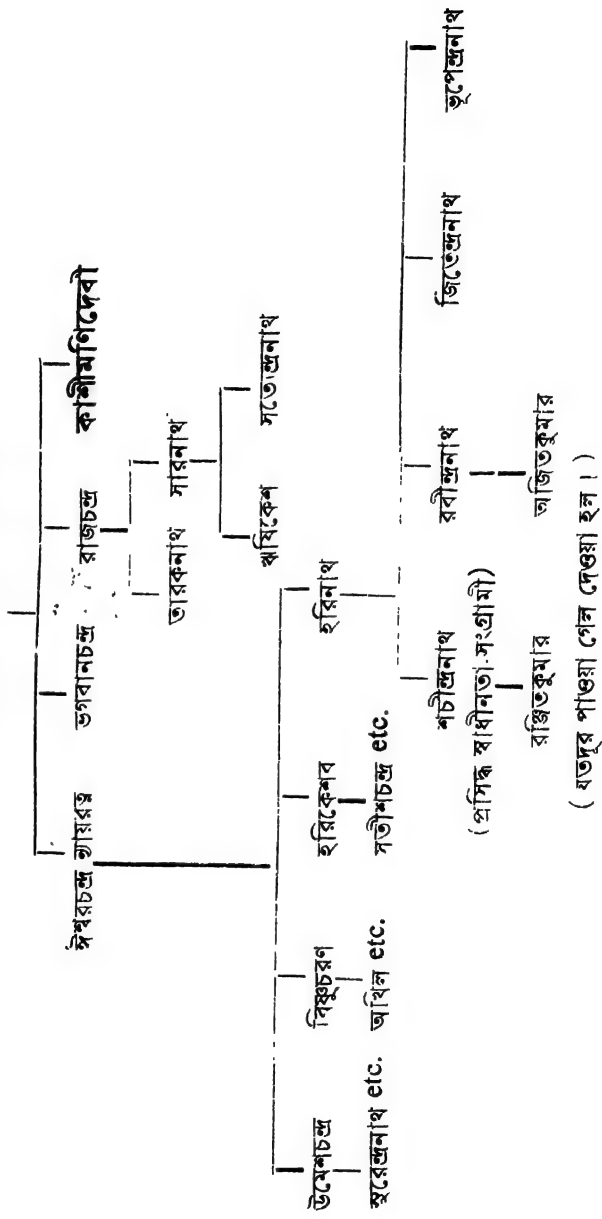 ঈশ্বরচন্দ্র ন্যায়রত্ন ভগবানচন্দ্র রাজচন্দ্র কাশীমণিদেবী
তারকনাথ সারনাথ
ঋষিকেশ সতেন্দ্রনাথ
উমেশচন্দ্র বিষ্ণুচরণ হরিকেশব হরিনাথ
সুরেন্দ্রনাথ etc. অখিল etc. সতীশচন্দ্র etc.
শচীন্দ্রনাথ রবীন্দ্রনাথ জিতেন্দ্রনাথ ভূপেন্দ্রনাথ
(প্রসিদ্ধ স্বাধীনতা-সংগ্রামী)
রঞ্জিতকুমার অজিতকুমার
( যতদূর পাওয়া গেল দেওয়া হল । )